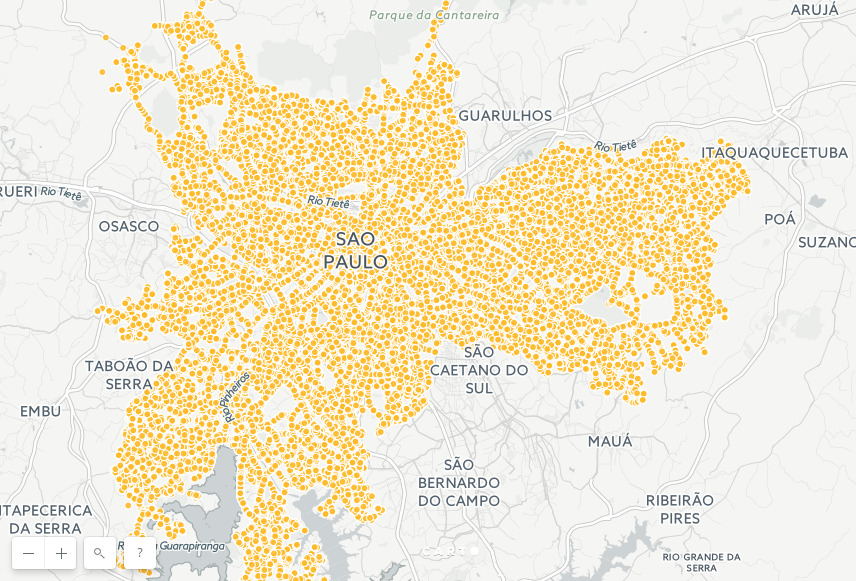 ARUJÁ
Parque da Cantareira
GUARULHOS
Rio Tietê
ITAQUAQUECETUBA
RUERI
Rio Tietê
Rio Tietê
OSASCO
POÁ
SAO
PAULO
SUZANO
SÃO
CAETANO DO
SUL
TABOÃO DA
SERRA
Rio Pinheiros
EMBU
MAUÁ
SÃO
BERNARDO
DO CAMPO
RIBEIRÃO
PIRES
ITAPECERICA
DA SERRA
Guarapiranga
RIO GRANDE DA
SERRA
?